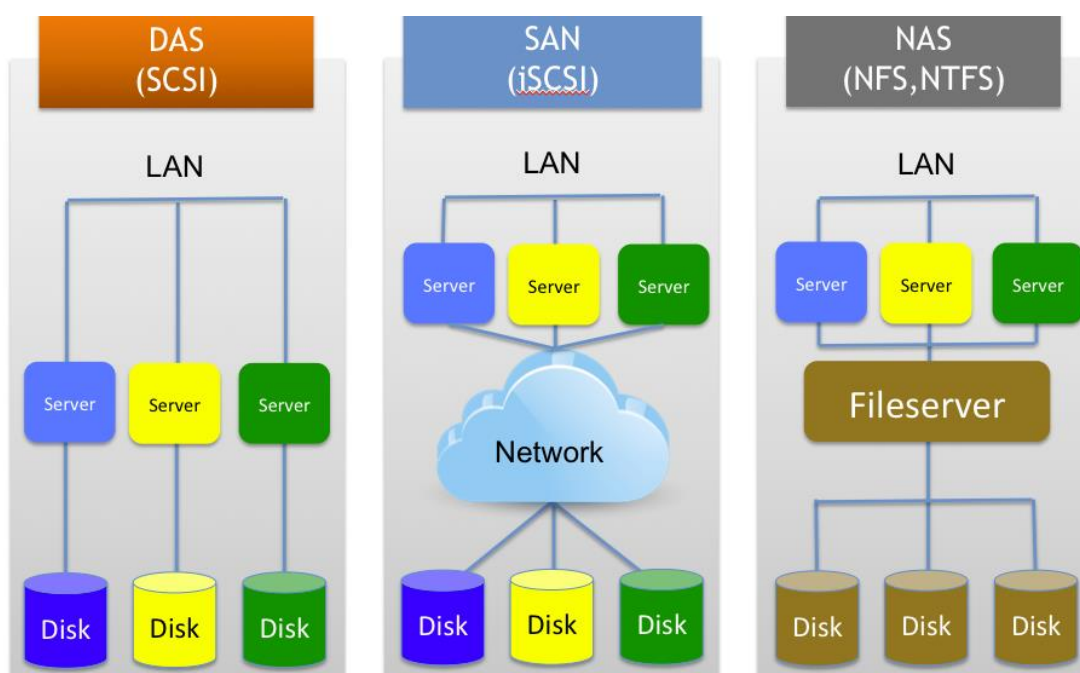 DAS
(SCSI)
LAN
Server
Server
Server
Disk
Disk
Disk
SAN
(iSCSI)
LAN
Server
Server
Server
Network
Disk
Disk
Disk
NAS
(NFS,NTFS)
LAN
Server
Server
Server
Fileserver
Disk
Disk
Disk